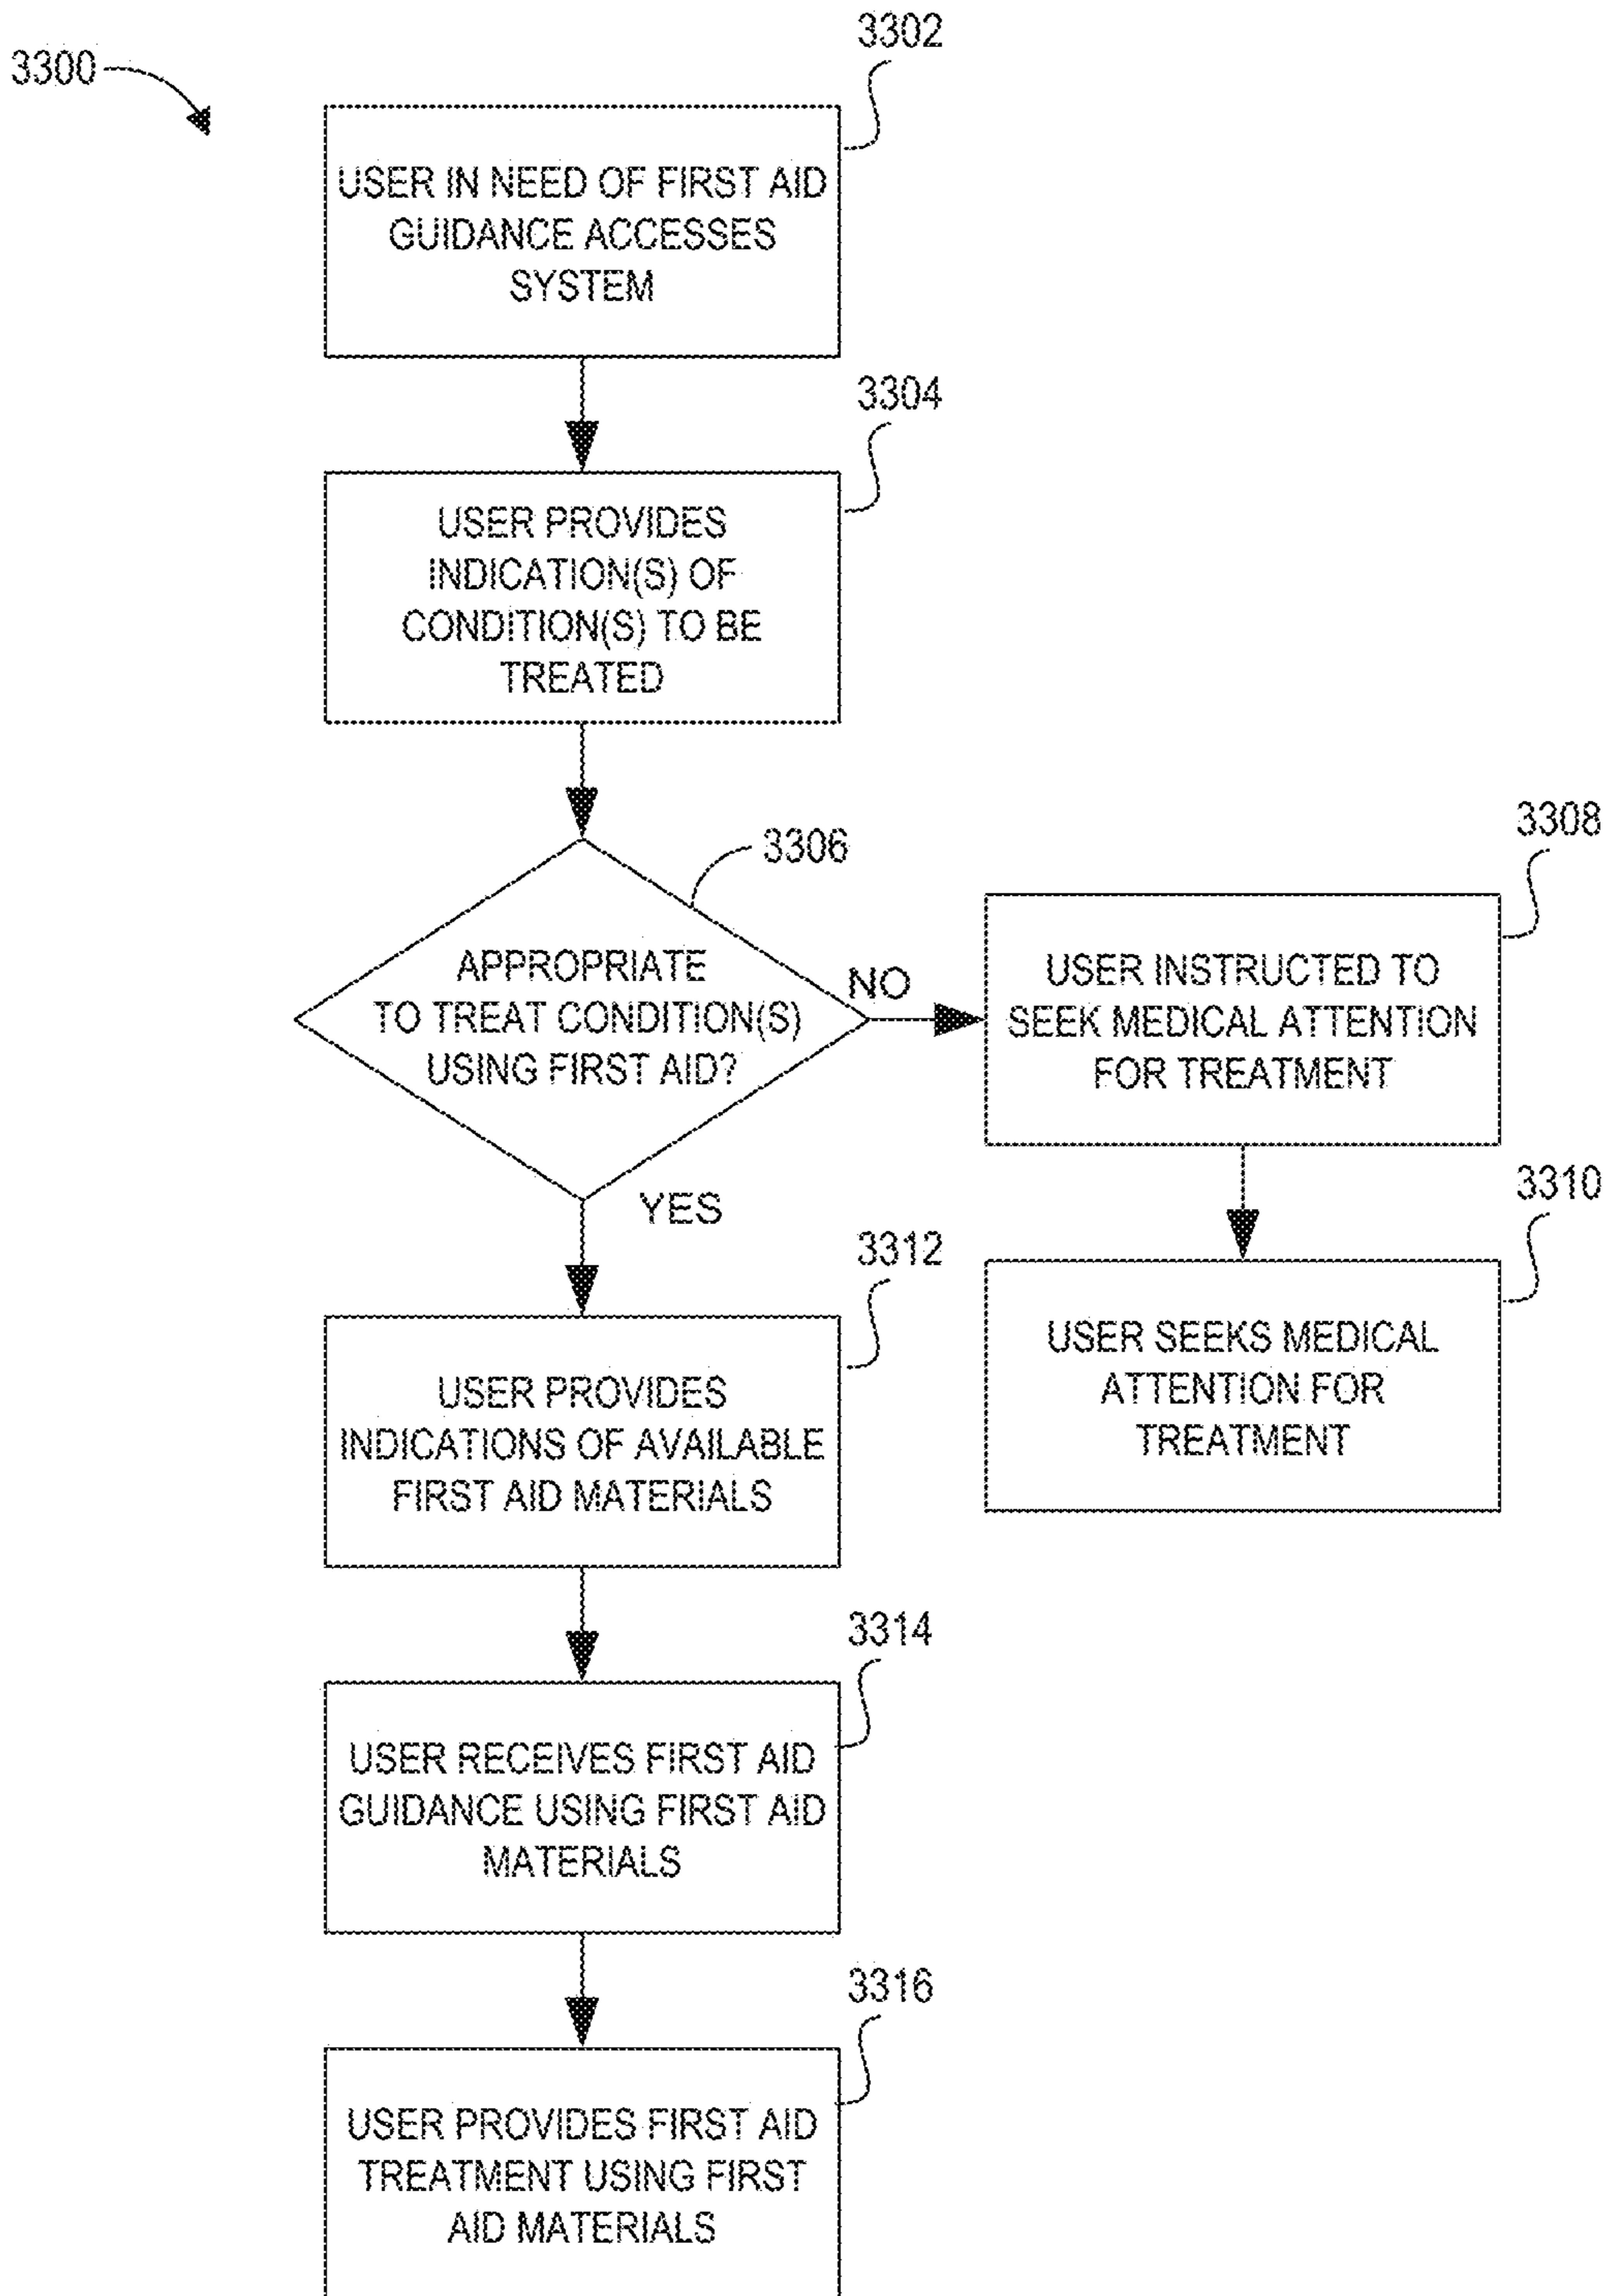 3300
3302
USER IN NEED OF FIRST AID
GUIDANCE ACCESSES
SYSTEM
3304
USER PROVIDES
INDICATION(S) OF
CONDITION(S) TO BE
TREATED
3306
APPROPRIATE
TO TREAT CONDITION(S)
USING FIRST AID?
NO
3308
USER INSTRUCTED TO
SEEK MEDICAL ATTENTION
FOR TREATMENT
3310
USER SEEKS MEDICAL
ATTENTION FOR
TREATMENT
YES
3312
USER PROVIDES
INDICATIONS OF AVAILABLE
FIRST AID MATERIALS
3314
USER RECEIVES FIRST AID
GUIDANCE USING FIRST AID
MATERIALS
3316
USER PROVIDES FIRST AID
TREATMENT USING FIRST
AID MATERIALS